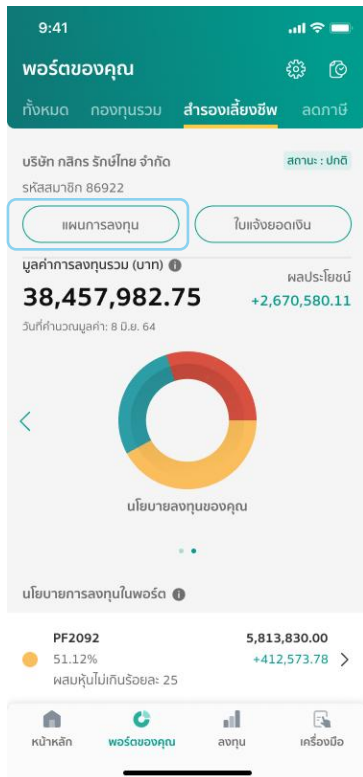 9:41
พอร์ตของคุณ
ทั้งหมด กองทุนรวม สำรองเลี้ยงชีพ ลดภาษี
บริษัท กสิกร รักษ์ไทย จำกัด สถานะ : ปกติ
รหัสสมาชิก 86922
แผนการลงทุน ใบแจ้งยอดเงิน
มูลค่าการลงทุนรวม (บาท) ผลประโยชน์
38,457,982.75 +2,670,580.11
วันที่คำนวณมูลค่า: 8 มิ.ย. 64
นโยบายลงทุนของคุณ
นโยบายการลงทุนในพอร์ต
PF2092 5,813,830.00
51.12% +412,573.78
ผสมหุ้นไม่เกินร้อยละ 25
หน้าหลัก พอร์ตของคุณ ลงทุน เครื่องมือ